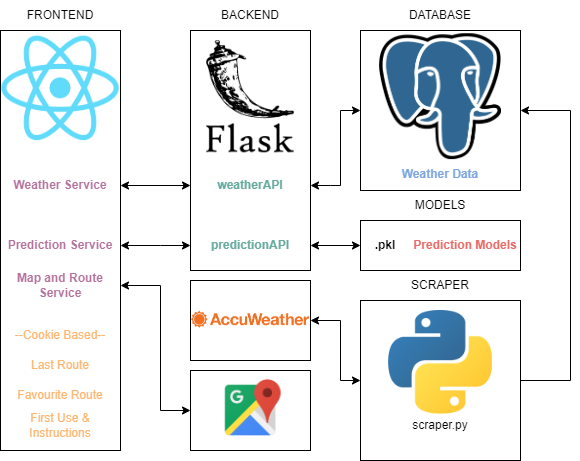 FRONTEND
BACKEND
DATABASE
Flask
Weather Service
weatherAPI
Weather Data
MODELS
Prediction Service
predictionAPI
.pkl Prediction Models
Map and Route
Service
SCRAPER
AccuWeather
--Cookie Based--
Last Route
Favourite Route
First Use &
Instructions
G
scraper.py